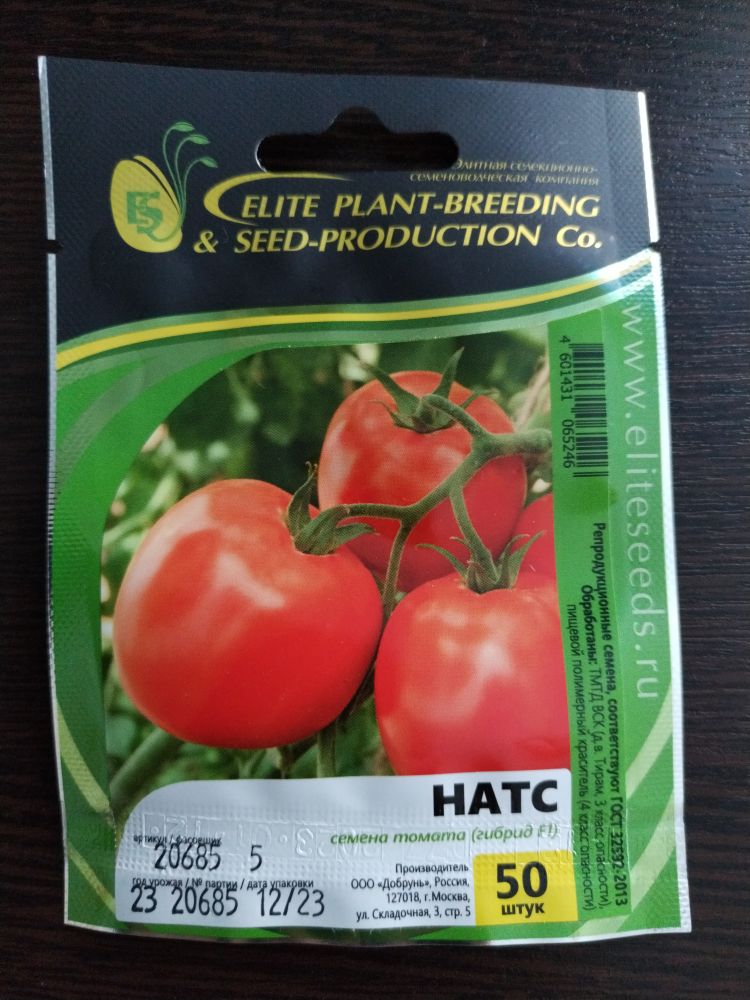 Элитная селекционно-
семеноводческая компания
ES
ELITE PLANT-BREEDING
& SEED-PRODUCTION Co.
www.eliteseeds.ru
4 601431 065246
Репродукционные семена, соответствуют ГОСТ 32592-2013
Обработаны: ТМТД ВСК (д.в. Тирам, 3 класс опасности),
пищевой полимерный краситель (4 класс опасности)
НАТС
семена томата (гибрид F1)
артикул / фасовщик
20685 5
год урожая / № партии / дата упаковки
23 20685 12/23
Производитель
ООО «Добрунь», Россия,
127018, г.Москва,
ул. Складочная, 3, стр. 5
50
штук